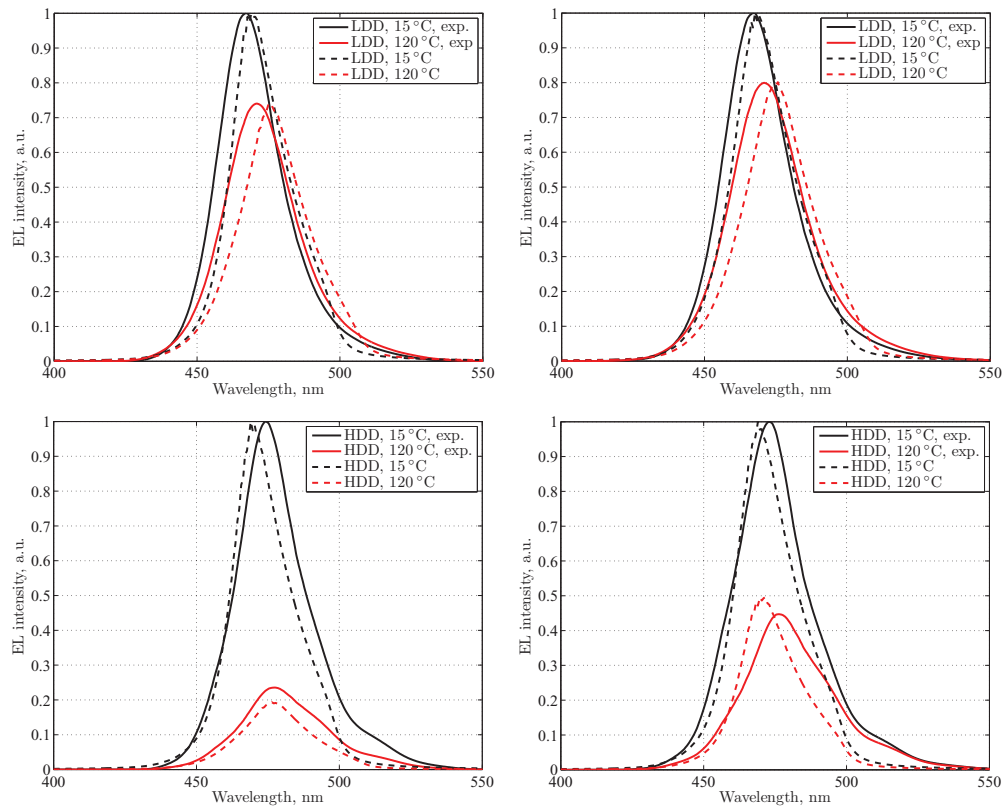 LDD, 15 °C, exp.
LDD, 120 °C, exp
LDD, 15 °C
LDD, 120 °C
1
0.9
0.8
0.7
0.6
0.5
0.4
0.3
0.2
0.1
0
400
450
500
550
Wavelength, nm
EL intensity, a.u.
LDD, 15 °C, exp.
LDD, 120 °C, exp
LDD, 15 °C
LDD, 120 °C
1
0.9
0.8
0.7
0.6
0.5
0.4
0.3
0.2
0.1
0
400
450
500
550
Wavelength, nm
EL intensity, a.u.
HDD, 15 °C, exp.
HDD, 120 °C, exp.
HDD, 15 °C
HDD, 120 °C
1
0.9
0.8
0.7
0.6
0.5
0.4
0.3
0.2
0.1
0
400
450
500
550
Wavelength, nm
EL intensity, a.u.
HDD, 15 °C, exp.
HDD, 120 °C, exp.
HDD, 15 °C
HDD, 120 °C
1
0.9
0.8
0.7
0.6
0.5
0.4
0.3
0.2
0.1
0
400
450
500
550
Wavelength, nm
EL intensity, a.u.